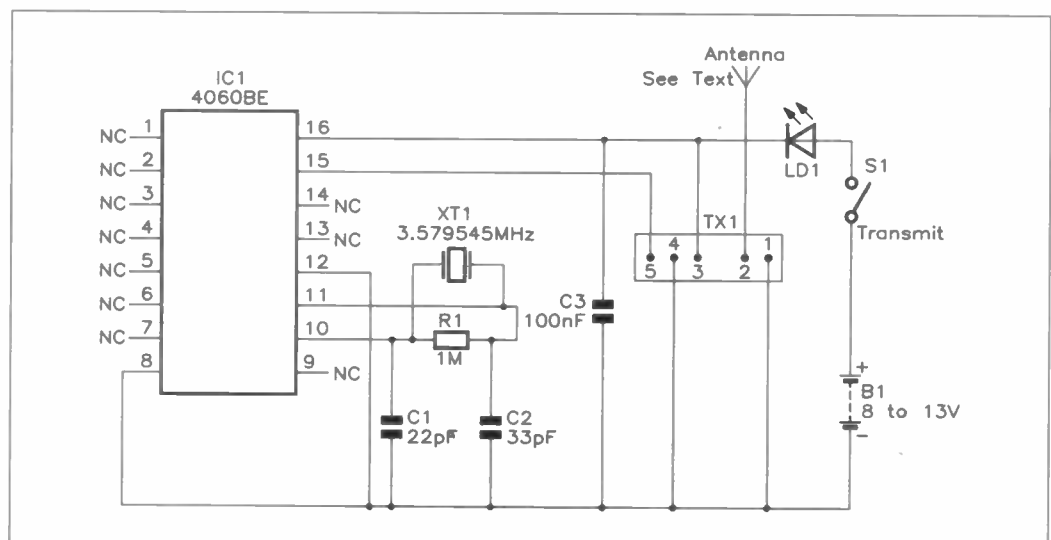 Antenna
See Text
IC1
4060BE
NC 1
NC 2
NC 3
NC 4
NC 5
NC 6
NC 7
8
16
15
14 NC
13 NC
12
11
10
9 NC
XT1
3.579545MHz
R1
1M
C1
22pF
C2
33pF
C3
100nF
TX1
5 4 3 2 1
LD1
S1
Transmit
+
B1
8 to 13V
−